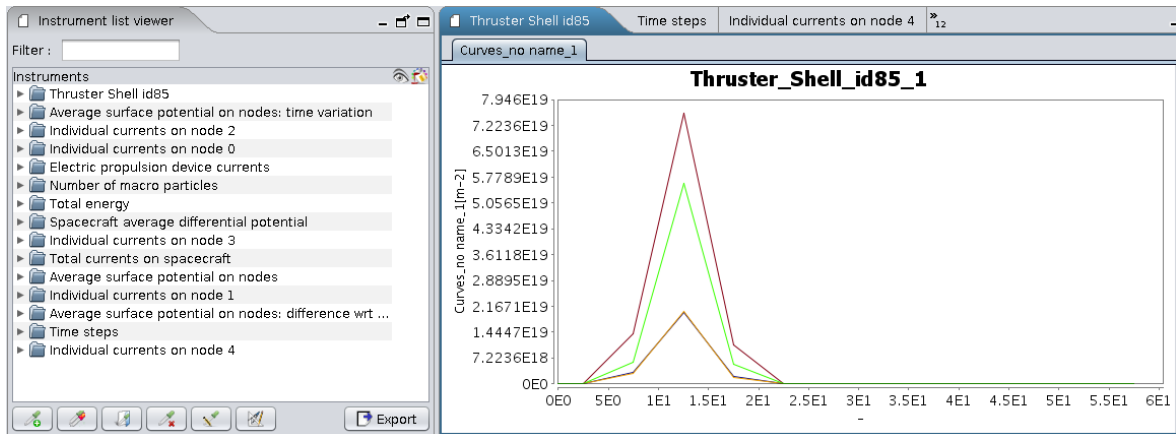 Instrument list viewer
Filter :
Instruments
Thruster Shell id85
Average surface potential on nodes: time variation
Individual currents on node 2
Individual currents on node 0
Electric propulsion device currents
Number of macro particles
Total energy
Spacecraft average differential potential
Individual currents on node 3
Total currents on spacecraft
Average surface potential on nodes
Individual currents on node 1
Average surface potential on nodes: difference wrt ...
Time steps
Individual currents on node 4
Export
Thruster Shell id85 Time steps Individual currents on node 4 »12
Curves_no name_1
Thruster_Shell_id85_1
Curves_no name_1[m-2]
7.946E19
7.2236E19
6.5013E19
5.7789E19
5.0565E19
4.3342E19
3.6118E19
2.8895E19
2.1671E19
1.4447E19
7.2236E18
0E0
0E0 5E0 1E1 1.5E1 2E1 2.5E1 3E1 3.5E1 4E1 4.5E1 5E1 5.5E1 6E1
-